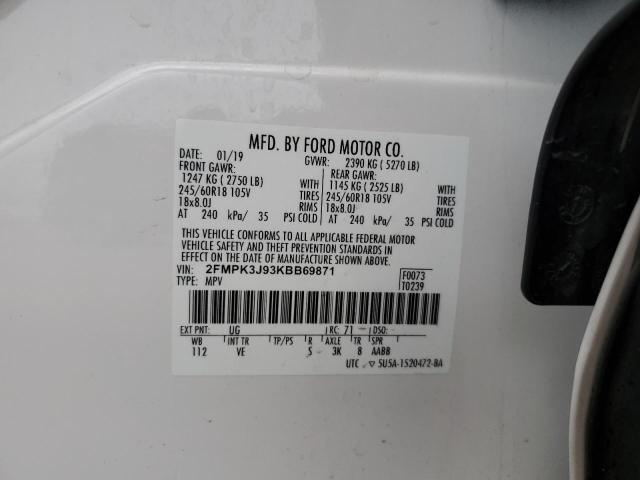 MFD. BY FORD MOTOR CO.
DATE: 01/19 GVWR: 2390 KG ( 5270 LB)
FRONT GAWR: REAR GAWR:
1247 KG ( 2750 LB) WITH 1145 KG ( 2525 LB) WITH
245/60R18 105V TIRES 245/60R18 105V TIRES
18x8.0J RIMS 18x8.0J RIMS
AT 240 kPa/ 35 PSI COLD AT 240 kPa/ 35 PSI COLD
THIS VEHICLE CONFORMS TO ALL APPLICABLE FEDERAL MOTOR
VEHICLE SAFETY AND THEFT PREVENTION STANDARDS IN
EFFECT ON THE DATE OF MANUFACTURE SHOWN ABOVE.
VIN: 2FMPK3J93KBB69871 F0073
TYPE: MPV T0239
EXT PNT: UG RC: 71 DSO:
WB INT TR TP/PS R AXLE TR SPR
112 VE S 3K 8 AABB
UTC ▽ 5U5A-1520472-BA